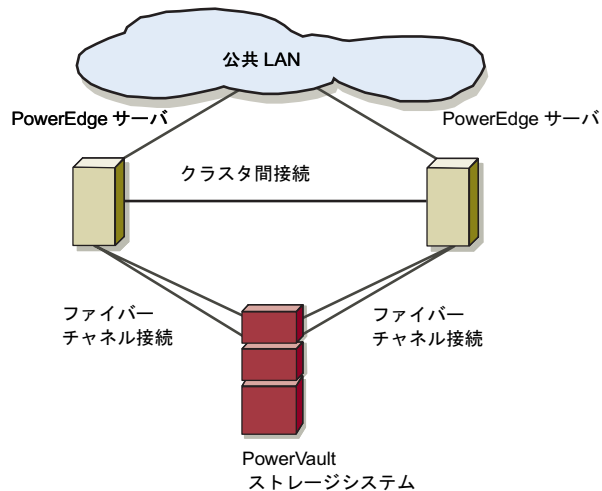 公共 LAN
PowerEdge サーバ
PowerEdge サーバ
クラスタ間接続
ファイバー
チャネル接続
ファイバー
チャネル接続
PowerVault
ストレージシステム